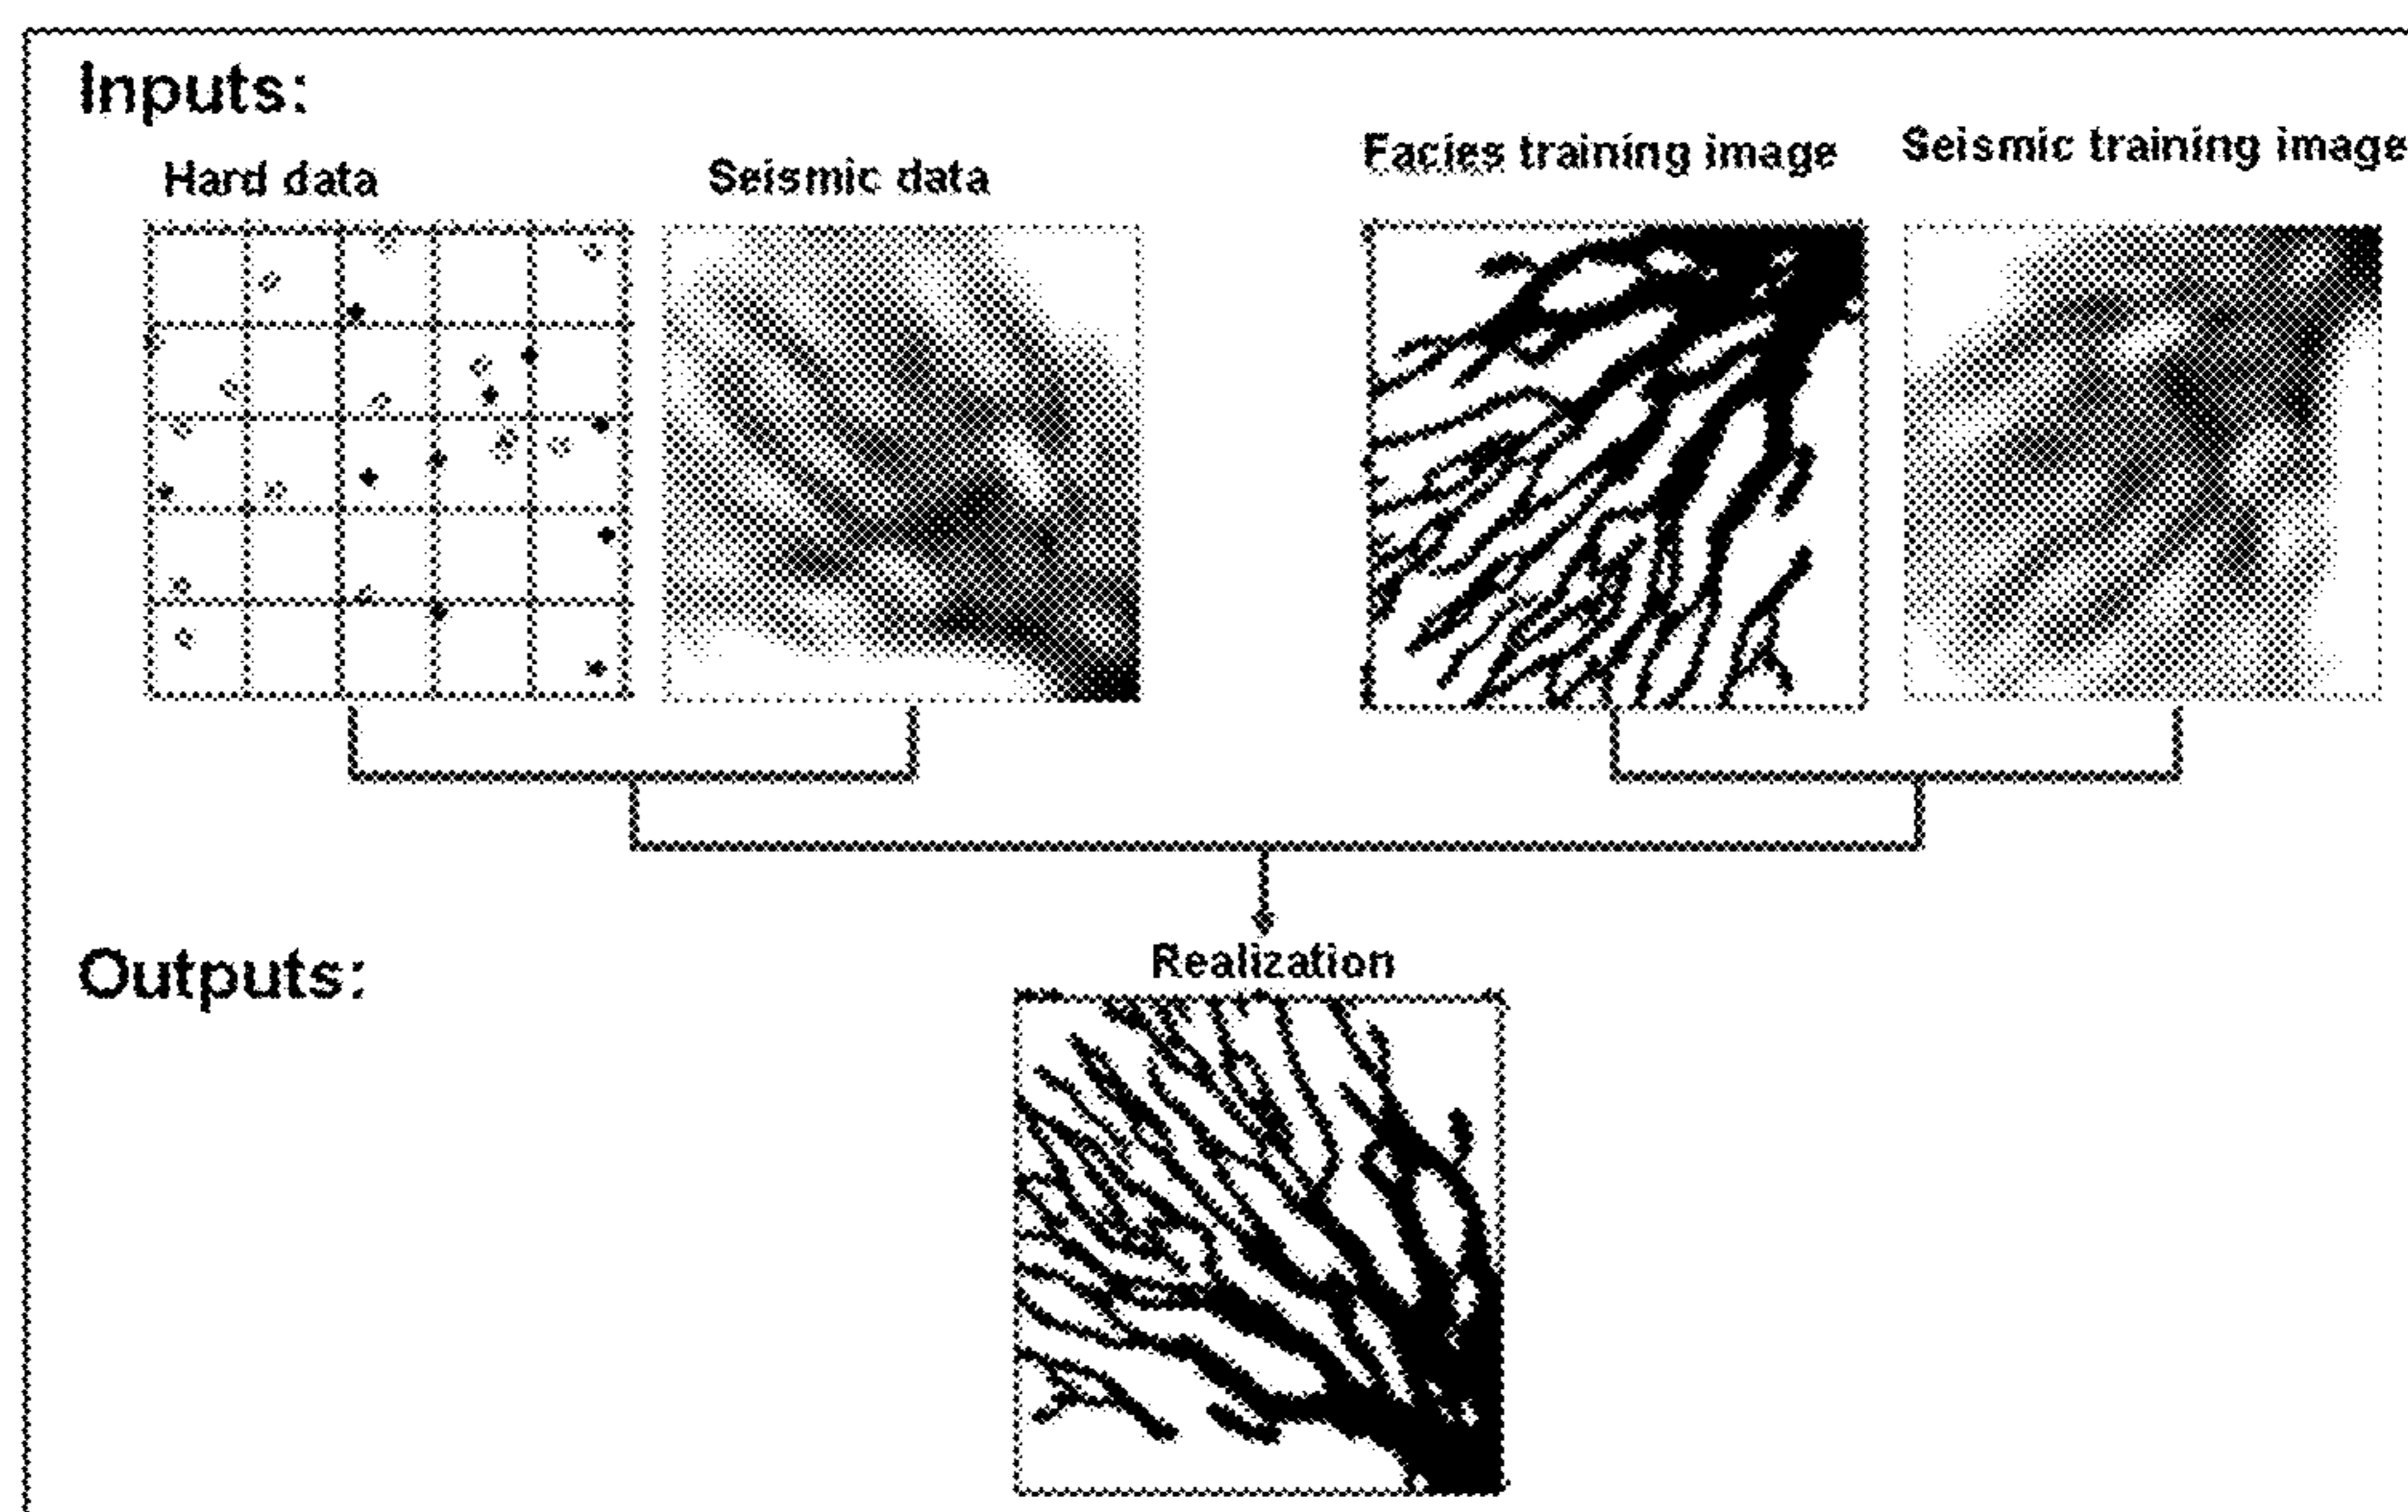 Inputs:
Hard data
Seismic data
Facies training image
Seismic training image
Outputs:
Realization